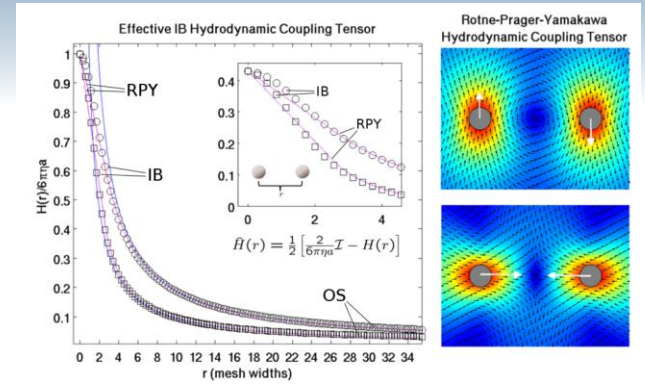 Effective IB Hydrodynamic Coupling Tensor
Rotne-Prager-Yamakawa
Hydrodynamic Coupling Tensor
H(r)/6πηa
1
0.9
0.8
0.7
0.6
0.5
0.4
0.3
0.2
0.1
RPY
IB
OS
0.4
0.3
0.2
0.1
0
IB
RPY
r
0 2 4
H̄(r) = ½ [2/6πηa 𝓘 − H(r)]
0 2 4 6 8 10 12 14 16 18 20 22 24 26 28 30 32 34
r (mesh widths)